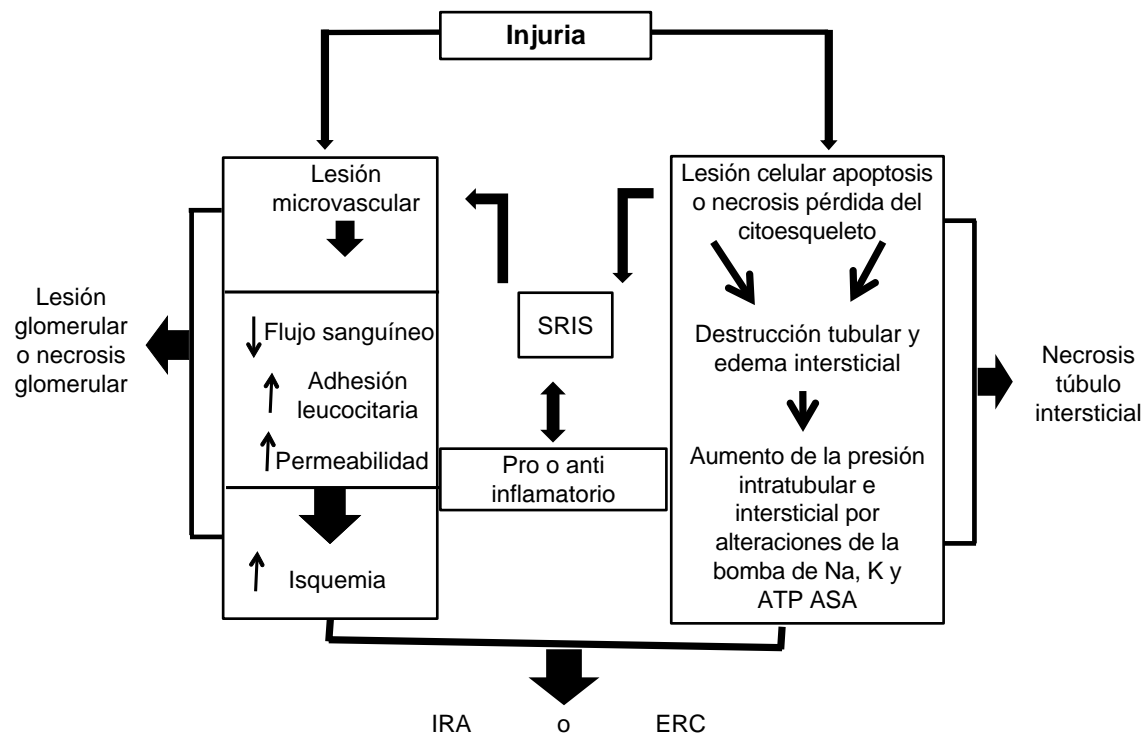 Injuria
Lesión
microvascular
Flujo sanguíneo
Adhesión
leucocitaria
Permeabilidad
Isquemia
Lesión
glomerular
o necrosis
glomerular
SRIS
Pro o anti
inflamatorio
Lesión celular apoptosis
o necrosis pérdida del
citoesqueleto
Destrucción tubular y
edema intersticial
Aumento de la presión
intratubular e
intersticial por
alteraciones de la
bomba de Na, K y
ATP ASA
Necrosis
túbulo
intersticial
IRA o ERC